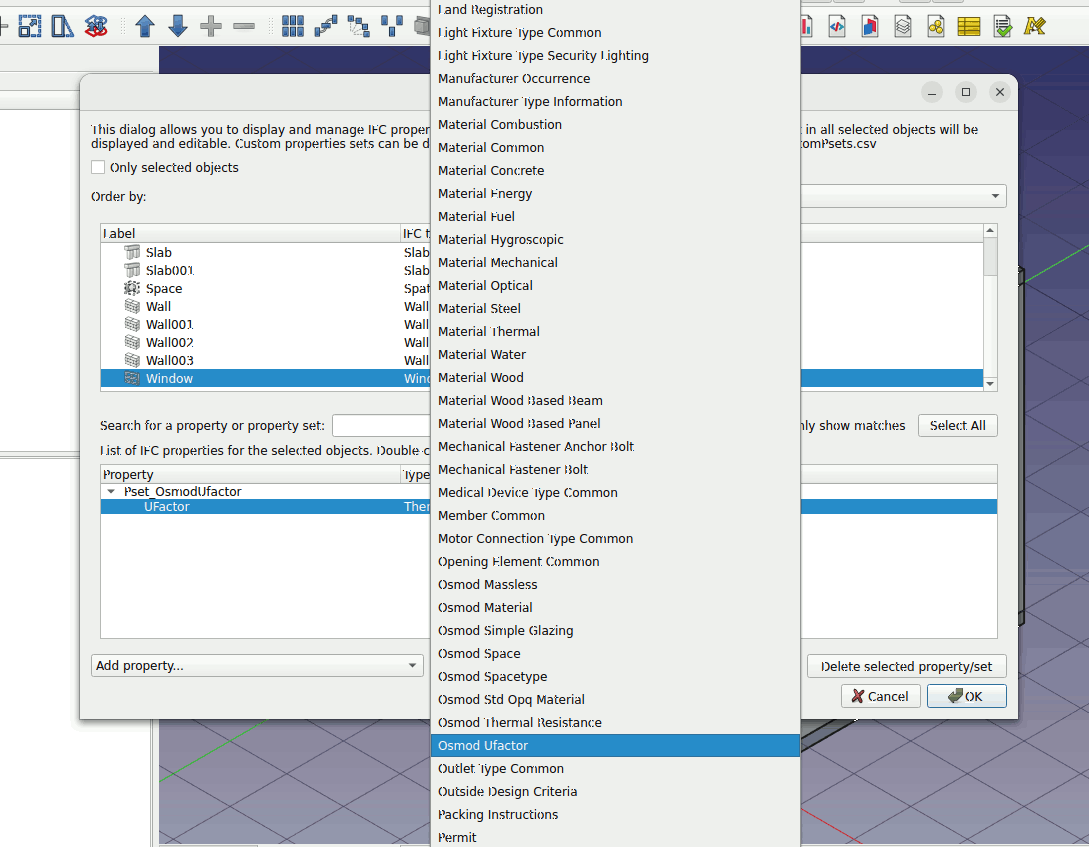 This dialog allows you to display and manage IFC proper
in all selected objects will be
displayed and editable. Custom properties sets can be d
tomPsets.csv
Only selected objects
Order by:
Label
IFC t
Slab
Slab
Slab001
Slab
Space
Spat
Wall
Wall
Wall001
Wall
Wall002
Wall
Wall003
Wall
Window
Wind
Search for a property or property set:
nly show matches
Select All
List of IFC properties for the selected objects. Double-c
Property
Type
Pset_OsmodUfactor
UFactor
Ther
Add property...
Delete selected property/set
Cancel
OK
Land Registration
Light Fixture Type Common
Light Fixture Type Security Lighting
Manufacturer Occurrence
Manufacturer Type Information
Material Combustion
Material Common
Material Concrete
Material Energy
Material Fuel
Material Hygroscopic
Material Mechanical
Material Optical
Material Steel
Material Thermal
Material Water
Material Wood
Material Wood Based Beam
Material Wood Based Panel
Mechanical Fastener Anchor Bolt
Mechanical Fastener Bolt
Medical Device Type Common
Member Common
Motor Connection Type Common
Opening Element Common
Osmod Massless
Osmod Material
Osmod Simple Glazing
Osmod Space
Osmod Spacetype
Osmod Std Opq Material
Osmod Thermal Resistance
Osmod Ufactor
Outlet Type Common
Outside Design Criteria
Packing Instructions
Permit